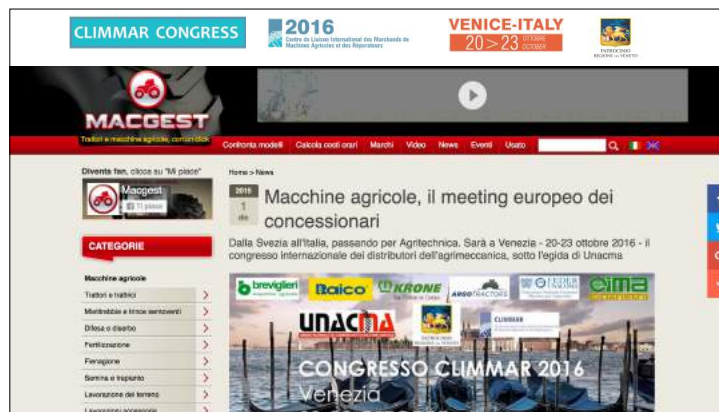 CLIMMAR CONGRESS
2016
Centre de Liaison International des Marchands de
Machines Agricoles et des Réparateurs
VENICE-ITALY
20>23 OTTOBRE
OCTOBER
PATROCINIO
REGIONE DEL VENETO
MACGEST
Trattori e macchine agricole, con un click
Confronta modelli Calcola costi orari Marchi Video News Eventi Usato
Diventa fan, clicca su "Mi piace"
Macgest
Ti piace
Home > News
2015
1
dic
Macchine agricole, il meeting europeo dei
concessionari
Dalla Svezia all'Italia, passando per Agritechnica. Sarà a Venezia - 20-23 ottobre 2016 - il
congresso internazionale dei distributori dell'agrimeccanica, sotto l'egida di Unacma
CATEGORIE
Macchine agricole
Trattori e trattrici
Mietitrebbie e trince semoventi
Difesa e diserbo
Fertilizzazione
Fienagione
Semina e trapianto
Lavorazione del terreno
Lavorazioni accessorie
breviglieri
KRONE
ARGOTRACTORS
FEDER
UNACOMA
eima
UNACMA
CLIMMAR
CONGRESSO CLIMMAR 2016
Venezia